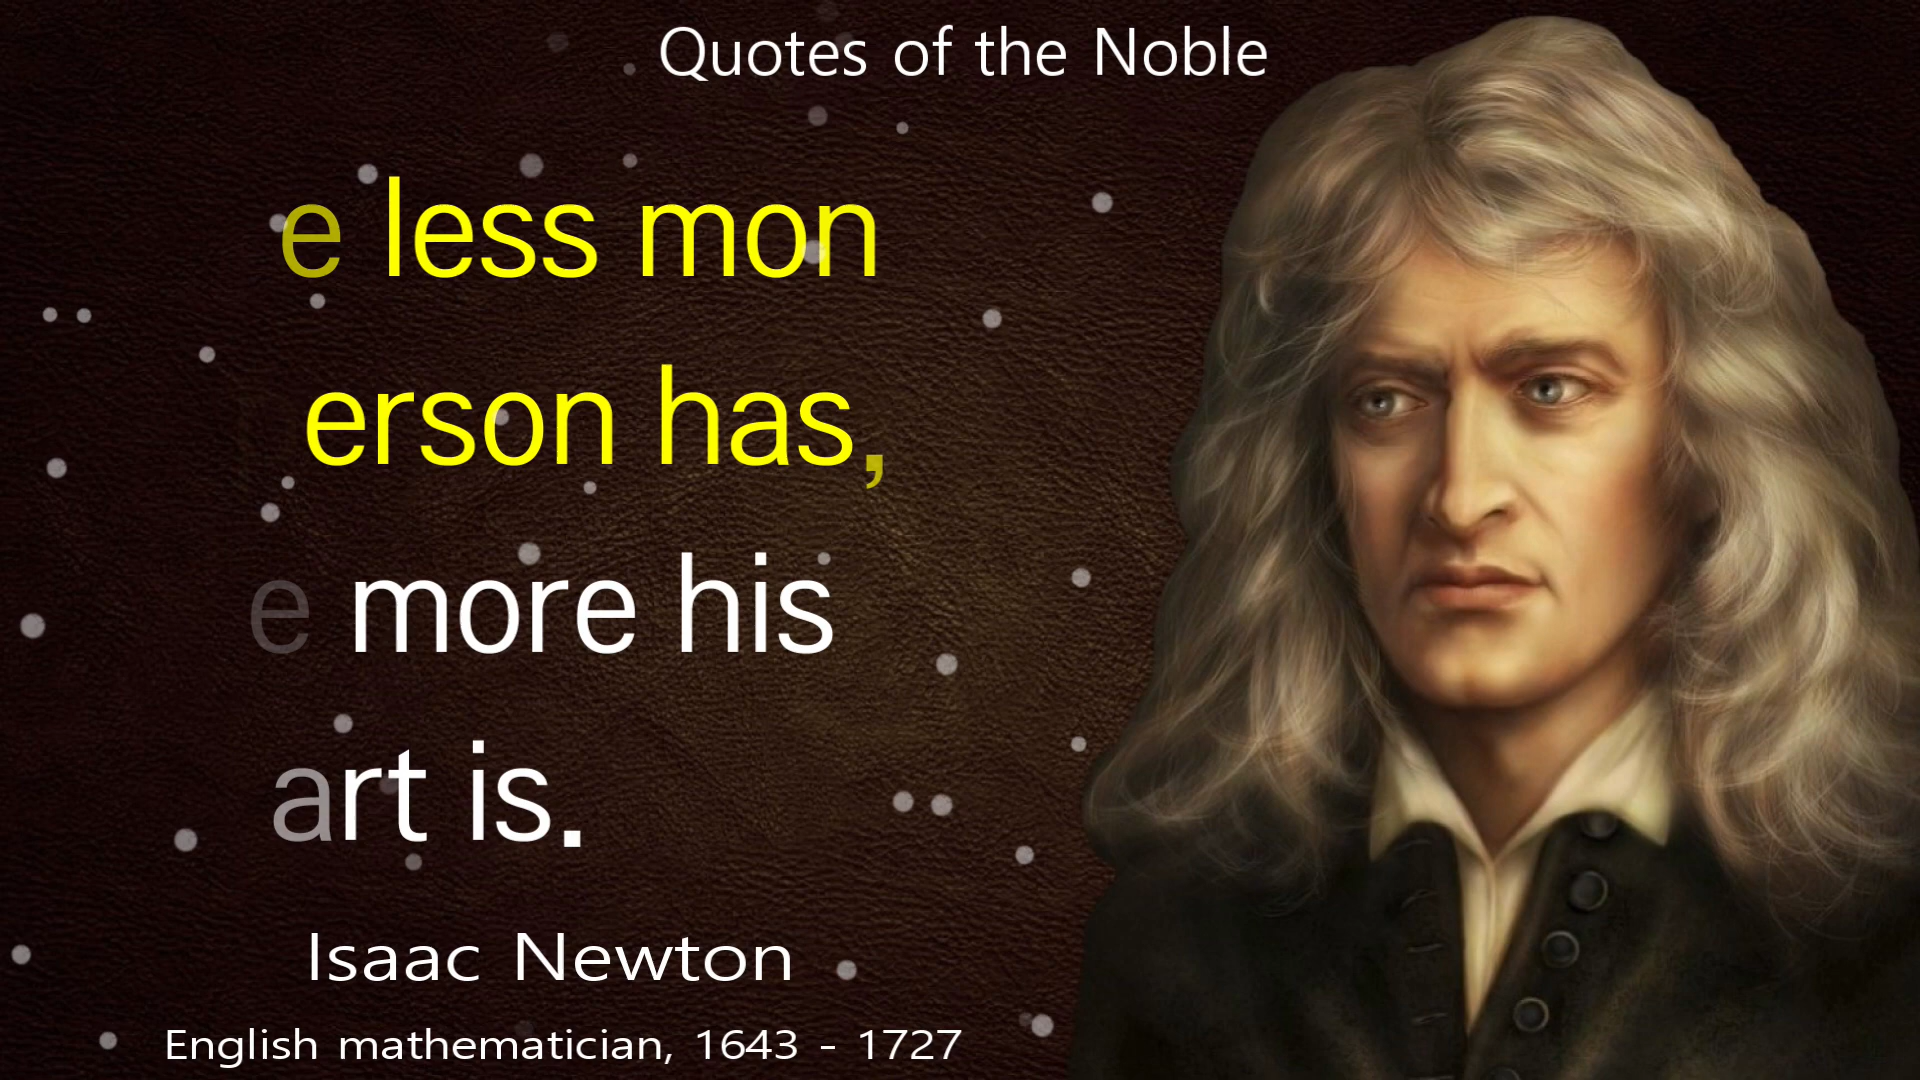 Quotes of the Noble
e less mon
erson has,
e more his
art is.
Isaac Newton
English mathematician, 1643 - 1727